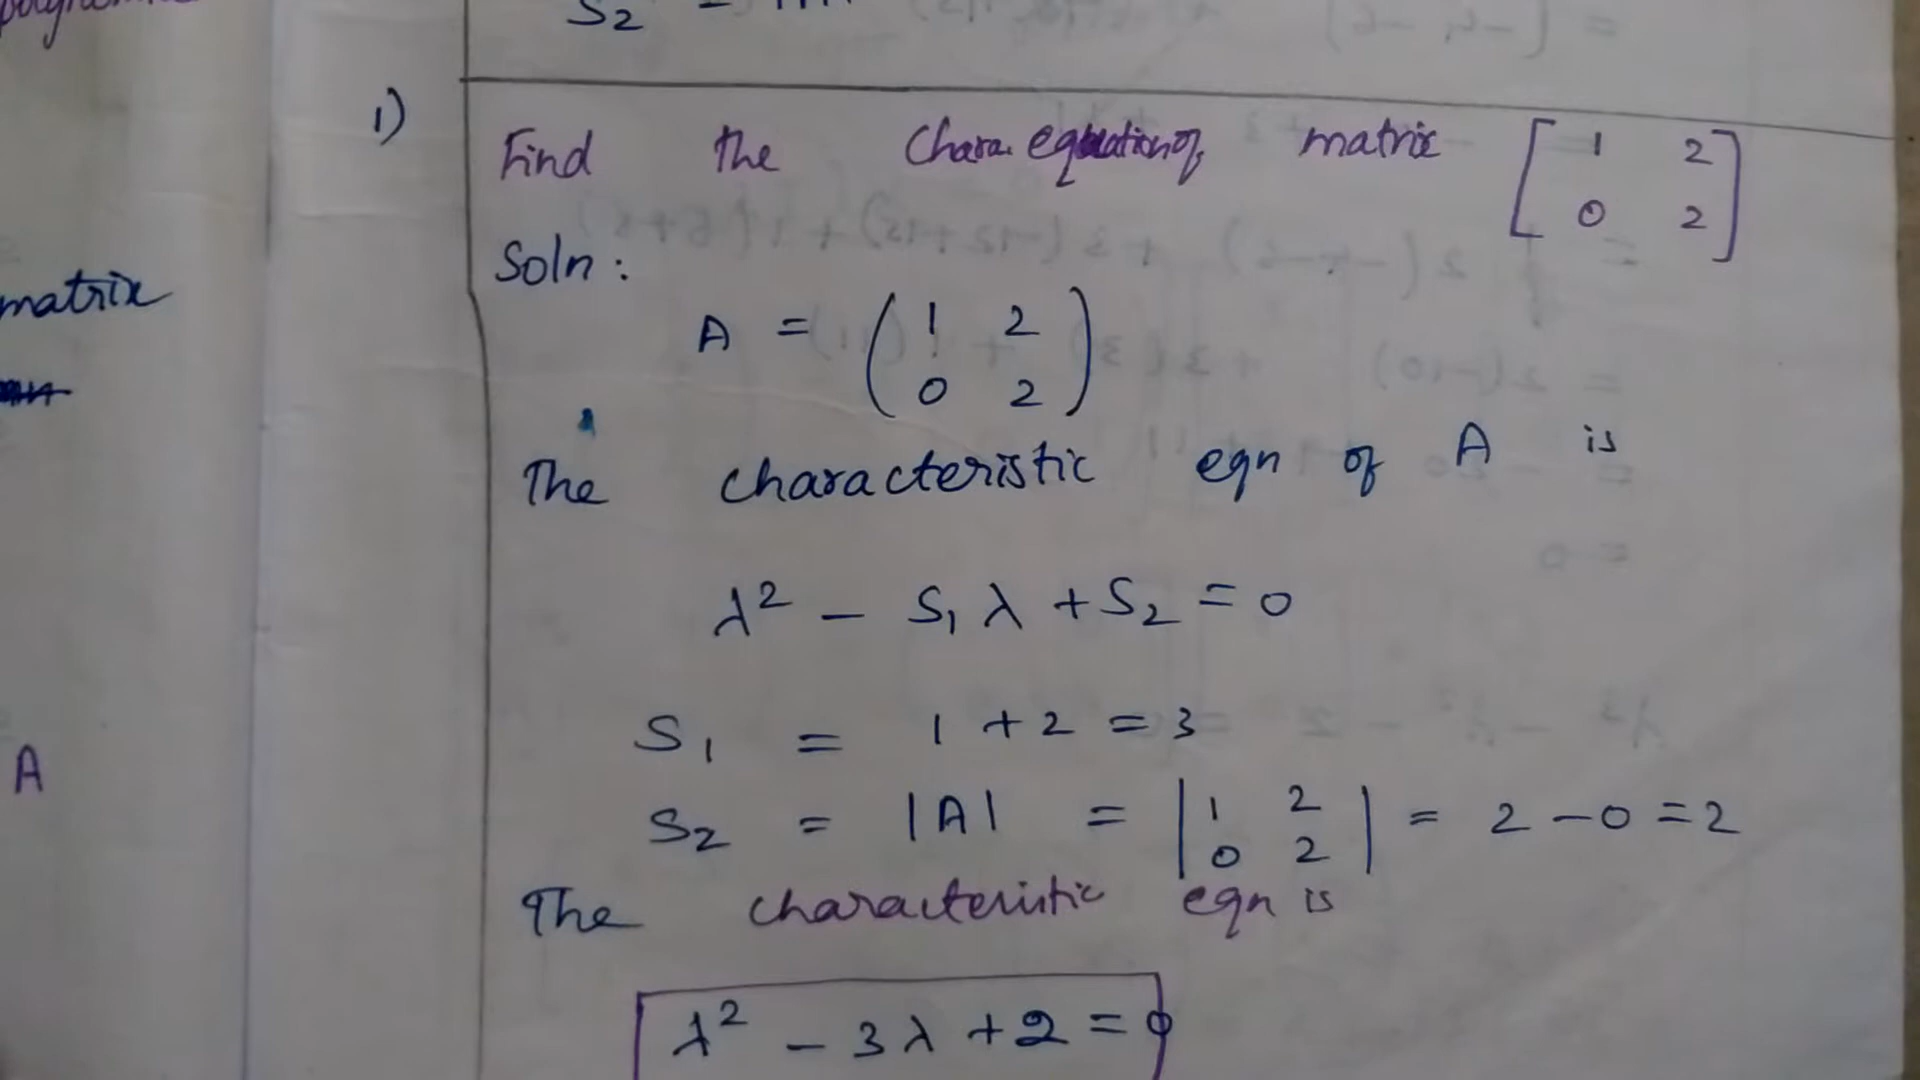 S2
1)
Find the Chara. equation of matrix [1 2
0 2]
Soln :
matrix
A = (1 2
0 2)
The characteristic eqn of A is
λ² - S₁ λ + S₂ = 0
S₁ = 1 + 2 = 3
A
S₂ = |A| = |1 2
0 2| = 2 - 0 = 2
The characteristic eqn is
λ² - 3λ + 2 = 0